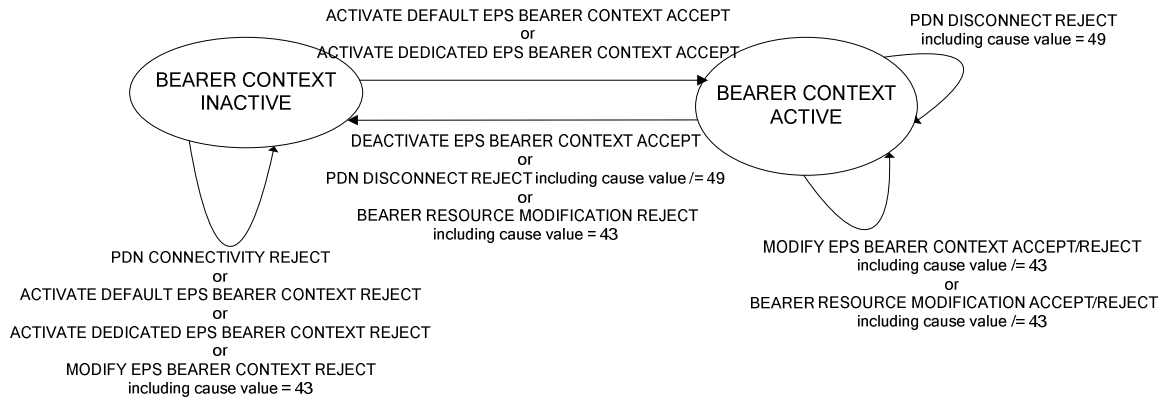 ACTIVATE DEFAULT EPS BEARER CONTEXT ACCEPT
or
ACTIVATE DEDICATED EPS BEARER CONTEXT ACCEPT
PDN DISCONNECT REJECT
including cause value = 49
BEARER CONTEXT
INACTIVE
BEARER CONTEXT
ACTIVE
DEACTIVATE EPS BEARER CONTEXT ACCEPT
or
PDN DISCONNECT REJECT including cause value /= 49
or
BEARER RESOURCE MODIFICATION REJECT
including cause value = 43
PDN CONNECTIVITY REJECT
or
ACTIVATE DEFAULT EPS BEARER CONTEXT REJECT
or
ACTIVATE DEDICATED EPS BEARER CONTEXT REJECT
or
MODIFY EPS BEARER CONTEXT REJECT
including cause value = 43
MODIFY EPS BEARER CONTEXT ACCEPT/REJECT
including cause value /= 43
or
BEARER RESOURCE MODIFICATION ACCEPT/REJECT
including cause value /= 43